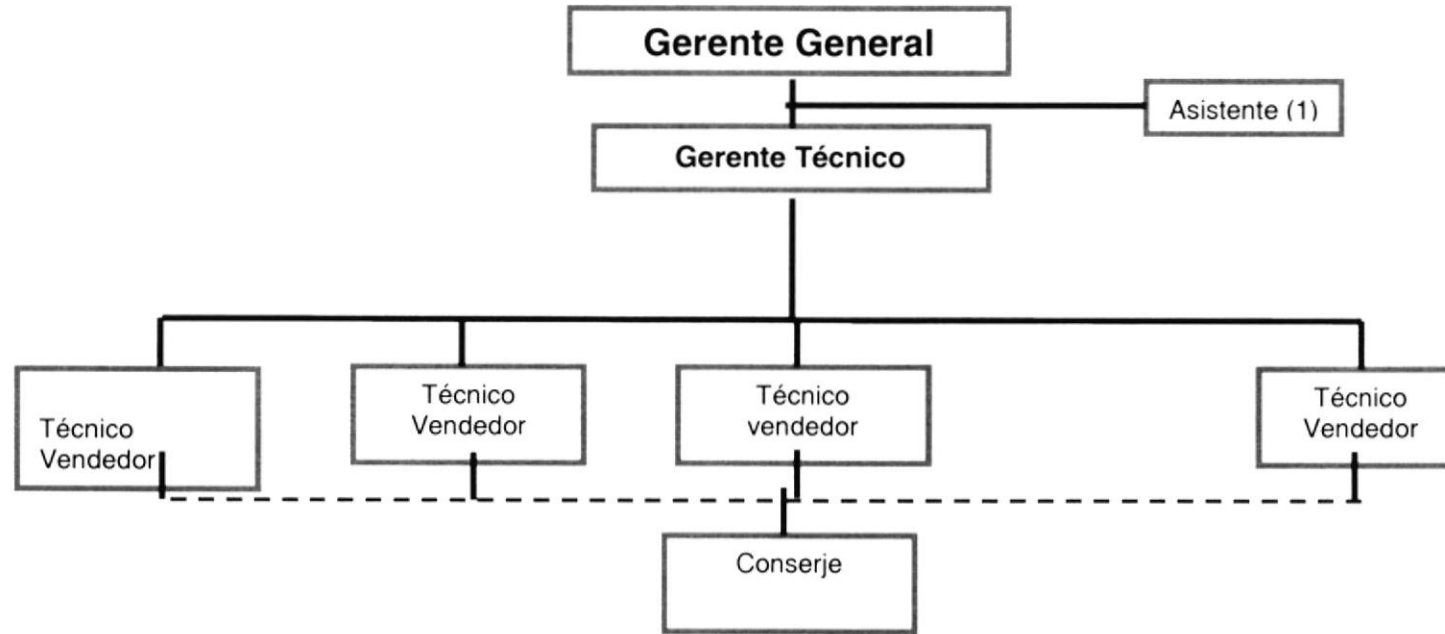 Gerente General
Asistente (1)
Gerente Técnico
Técnico
Vendedor
Técnico
Vendedor
Técnico
vendedor
Técnico
Vendedor
Conserje